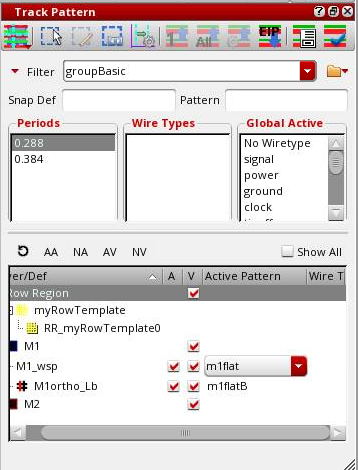 Track Pattern
Filter groupBasic
Snap Def Pattern
Periods Wire Types Global Active
0.288
0.384
No Wiretype
signal
power
ground
clock
AA NA AV NV Show All
er/Def A V Active Pattern Wire T
Row Region
myRowTemplate
RR_myRowTemplate0
M1
M1_wsp m1flat
M1ortho_Lb m1flatB
M2